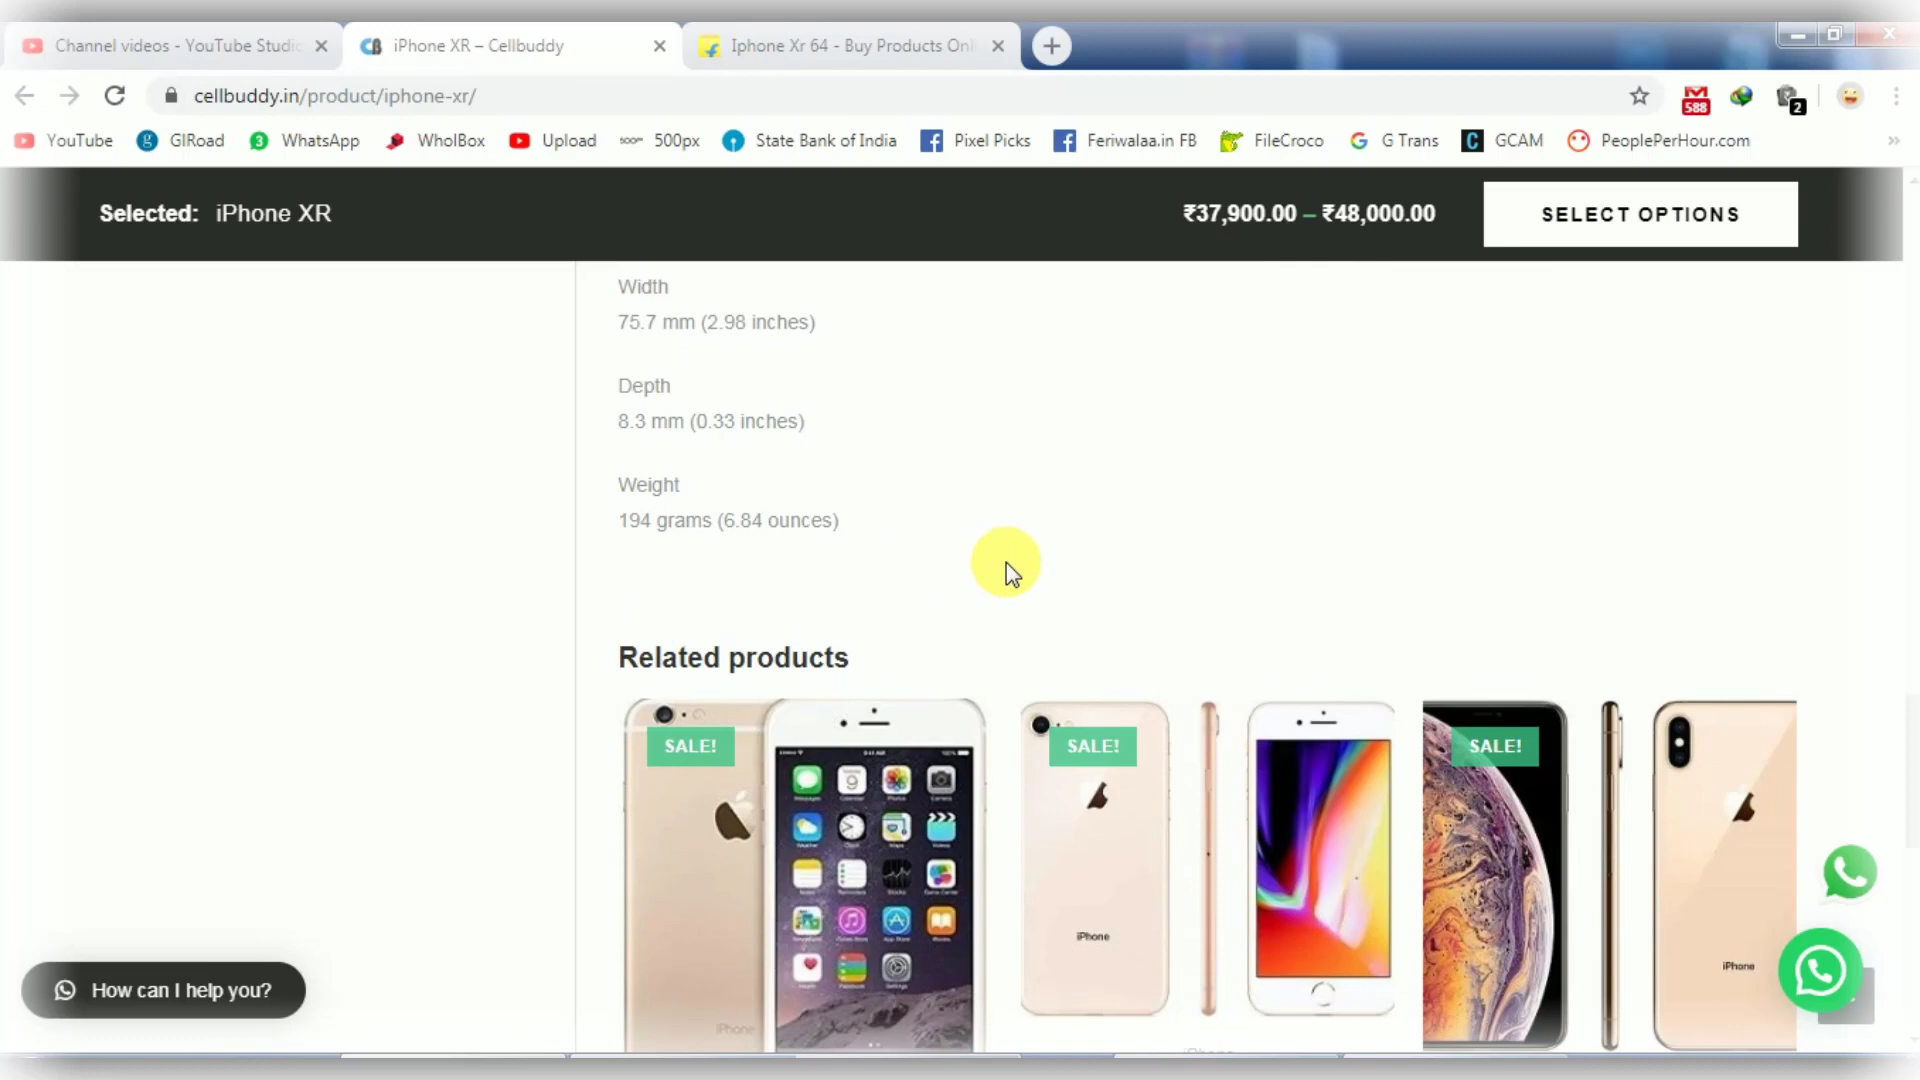 Channel videos - YouTube Studio
iPhone XR – Cellbuddy
Iphone Xr 64 - Buy Products Onl
cellbuddy.in/product/iphone-xr/
588
2
YouTube
GIRoad
3
WhatsApp
WholBox
Upload
500px
State Bank of India
Pixel Picks
Feriwalaa.in FB
FileCroco
G Trans
GCAM
PeoplePerHour.com
Selected: iPhone XR
₹37,900.00 – ₹48,000.00
SELECT OPTIONS
Width
75.7 mm (2.98 inches)
Depth
8.3 mm (0.33 inches)
Weight
194 grams (6.84 ounces)
Related products
SALE!
SALE!
SALE!
iPhone
iPhone
iPhone
How can I help you?